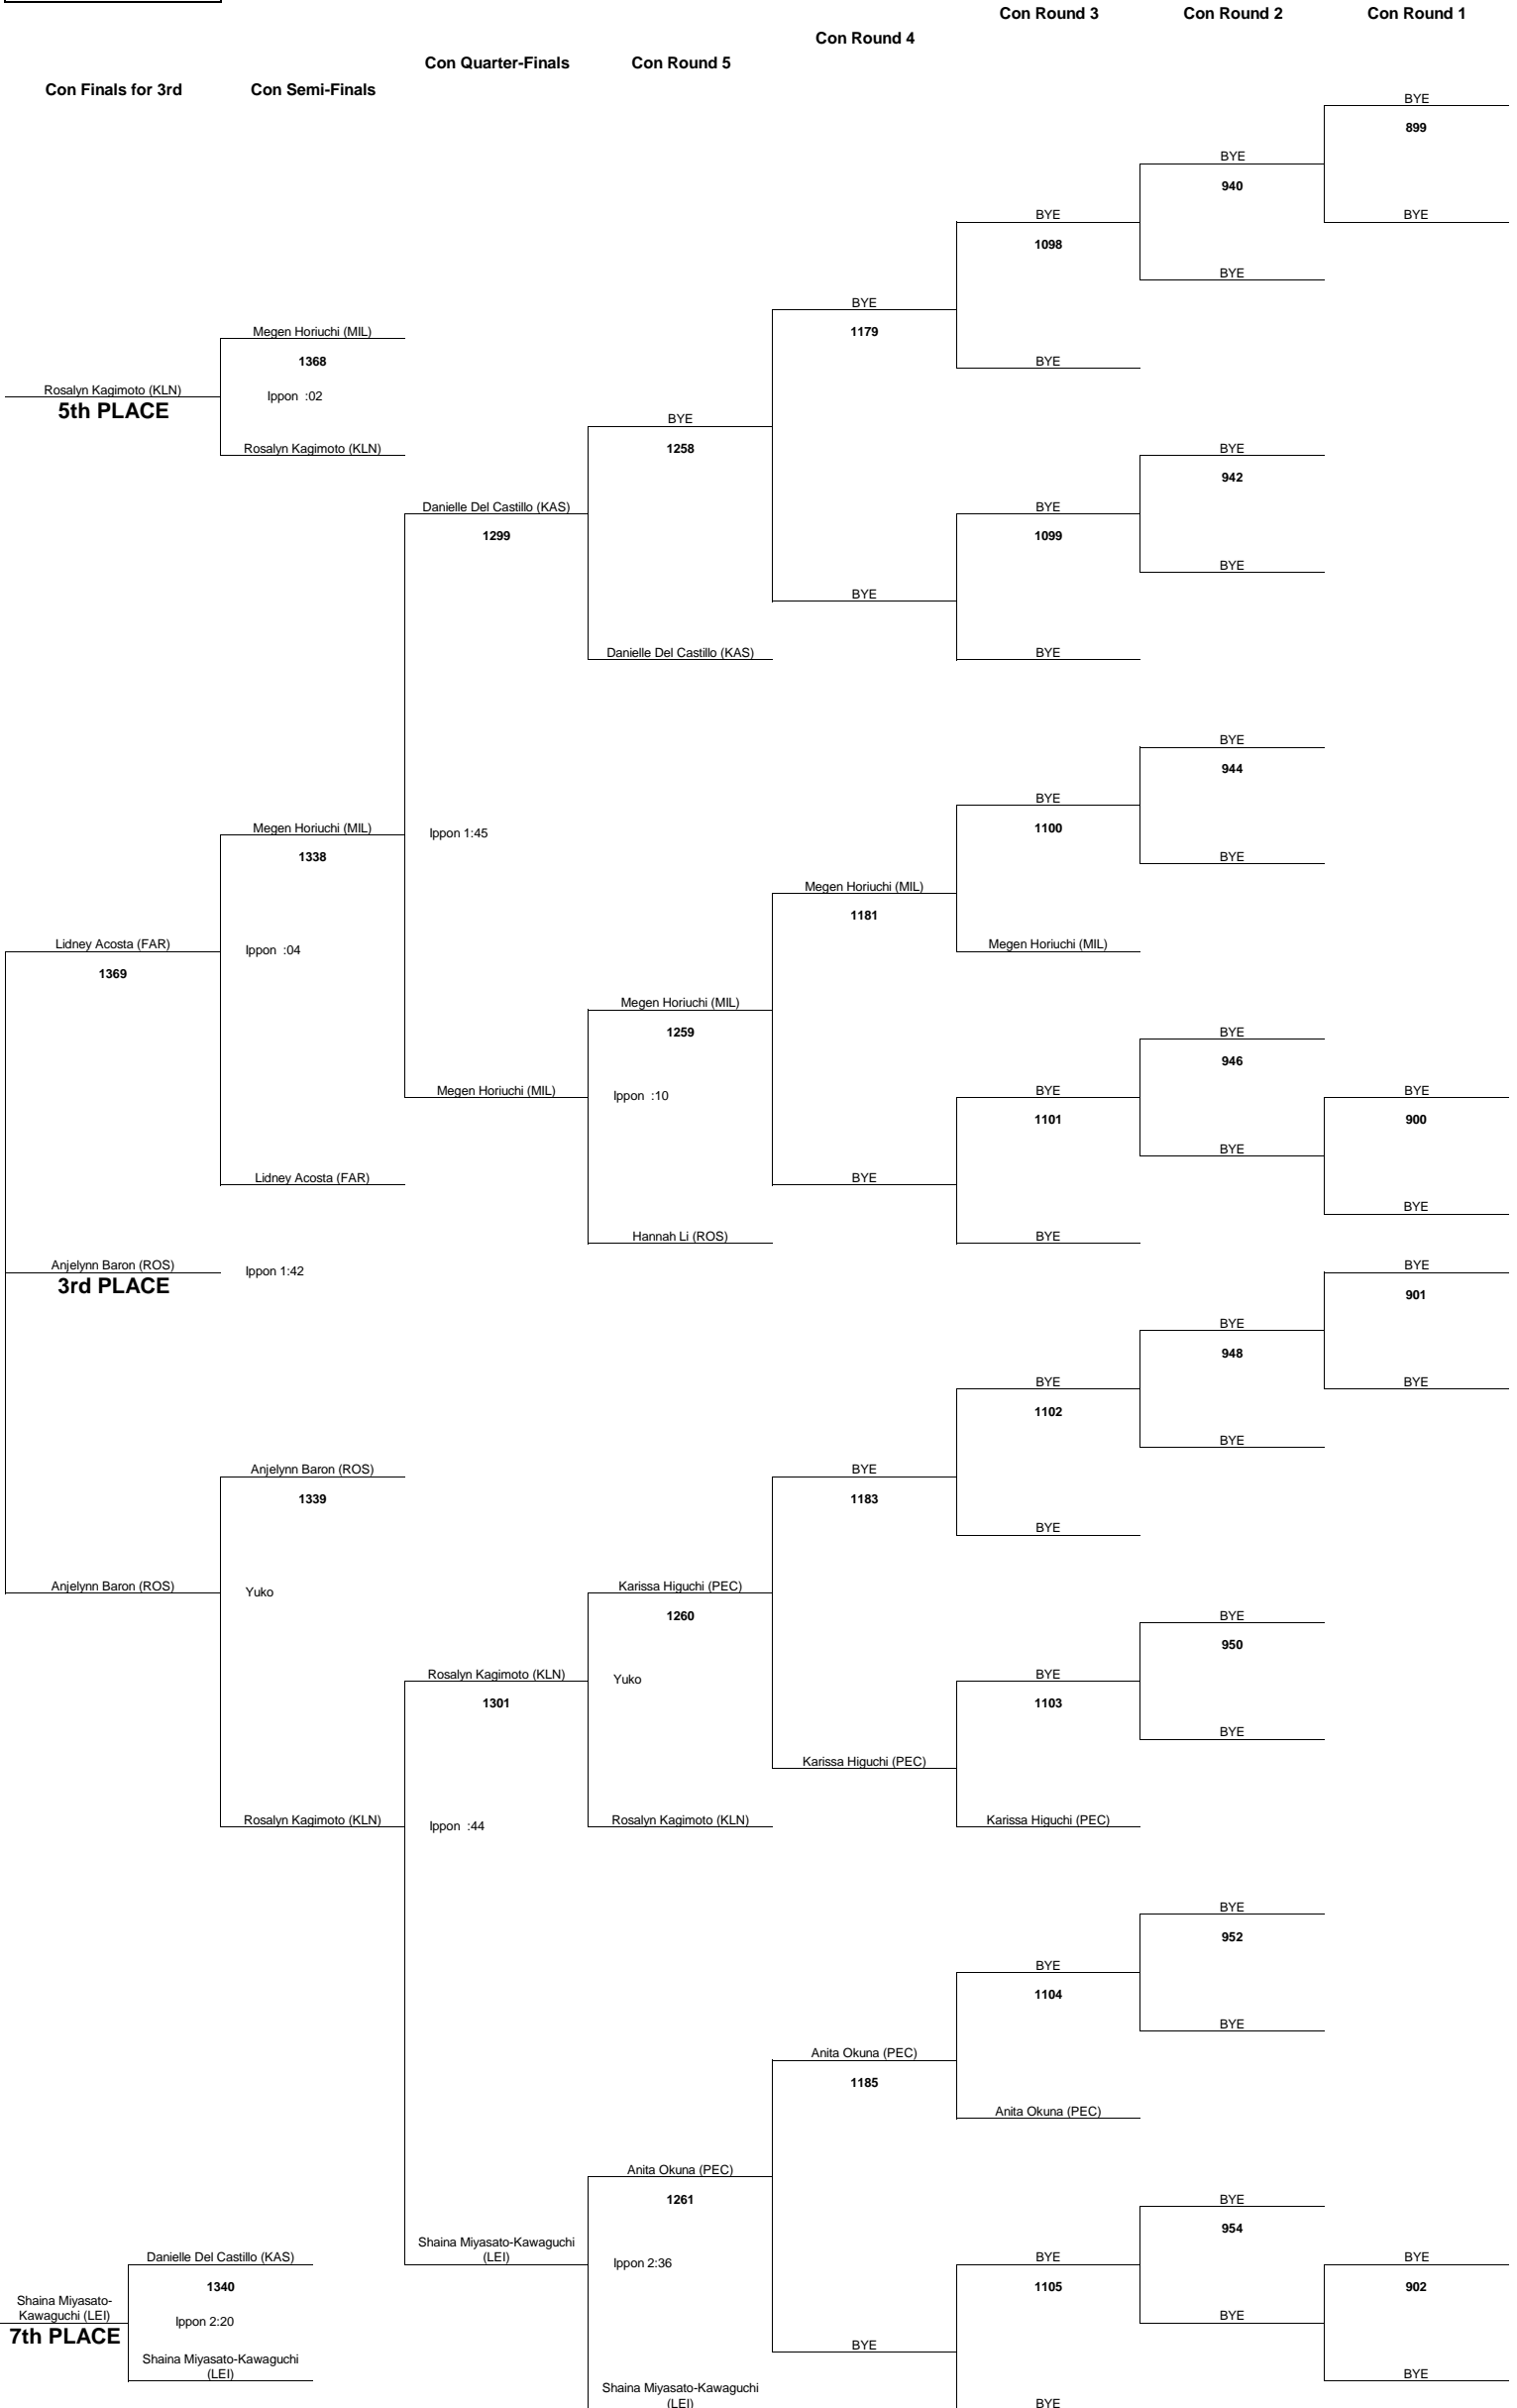 Con Round 3 Con Round 2 Con Round 1
Con Round 4
Con Quarter-Finals Con Round 5
Con Finals for 3rd Con Semi-Finals
BYE
899
BYE
940
BYE BYE
1098
BYE
BYE
Megen Horiuchi (MIL) 1179
1368 BYE
Rosalyn Kagimoto (KLN) Ippon :02
5th PLACE
BYE
Rosalyn Kagimoto (KLN) 1258 BYE
942
Danielle Del Castillo (KAS) BYE
1299 1099
BYE
BYE
Danielle Del Castillo (KAS) BYE
BYE
944
BYE
Megen Horiuchi (MIL) Ippon 1:45 1100
1338 BYE
Megen Horiuchi (MIL)
1181
Lidney Acosta (FAR) Ippon :04 Megen Horiuchi (MIL)
1369
Megen Horiuchi (MIL)
1259 BYE
946
Megen Horiuchi (MIL) Ippon :10 BYE BYE
1101 900
BYE
Lidney Acosta (FAR) BYE
BYE
Hannah Li (ROS) BYE
Anjelynn Baron (ROS) Ippon 1:42 BYE
3rd PLACE 901
BYE
948
BYE BYE
1102
BYE
Anjelynn Baron (ROS) BYE
1339 1183
BYE
Anjelynn Baron (ROS) Yuko Karissa Higuchi (PEC)
1260 BYE
950
Rosalyn Kagimoto (KLN) Yuko BYE
1301 1103
BYE
Karissa Higuchi (PEC)
Rosalyn Kagimoto (KLN) Ippon :44 Rosalyn Kagimoto (KLN) Karissa Higuchi (PEC)
BYE
952
BYE
1104
BYE
Anita Okuna (PEC)
1185
Anita Okuna (PEC)
Anita Okuna (PEC)
1261 BYE
954
Shaina Miyasato-Kawaguchi
(LEI)
Danielle Del Castillo (KAS) Ippon 2:36 BYE BYE
1340 1105 902
Shaina Miyasato-
Kawaguchi (LEI) Ippon 2:20 BYE
7th PLACE
BYE
Shaina Miyasato-Kawaguchi
(LEI) BYE
Shaina Miyasato-Kawaguchi
(LEI) BYE